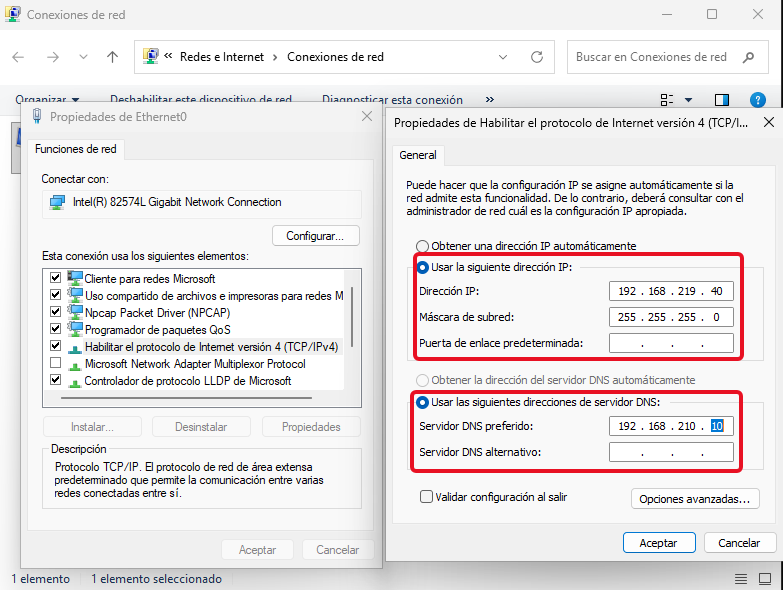 Conexiones de red
« Redes e Internet › Conexiones de red
Buscar en Conexiones de red
Organizar Deshabilitar este dispositivo de red Diagnosticar esta conexión »
Propiedades de Ethernet0
Funciones de red
Conectar con:
Intel(R) 82574L Gigabit Network Connection
Configurar...
Esta conexión usa los siguientes elementos:
Cliente para redes Microsoft
Uso compartido de archivos e impresoras para redes M
Npcap Packet Driver (NPCAP)
Programador de paquetes QoS
Habilitar el protocolo de Internet versión 4 (TCP/IPv4)
Microsoft Network Adapter Multiplexor Protocol
Controlador de protocolo LLDP de Microsoft
Instalar... Desinstalar Propiedades
Descripción
Protocolo TCP/IP. El protocolo de red de área extensa
predeterminado que permite la comunicación entre varias
redes conectadas entre sí.
Aceptar Cancelar
Propiedades de Habilitar el protocolo de Internet versión 4 (TCP/I...
General
Puede hacer que la configuración IP se asigne automáticamente si la
red admite esta funcionalidad. De lo contrario, deberá consultar con el
administrador de red cuál es la configuración IP apropiada.
Obtener una dirección IP automáticamente
Usar la siguiente dirección IP:
Dirección IP: 192 . 168 . 219 . 40
Máscara de subred: 255 . 255 . 255 . 0
Puerta de enlace predeterminada: . . .
Obtener la dirección del servidor DNS automáticamente
Usar las siguientes direcciones de servidor DNS:
Servidor DNS preferido: 192 . 168 . 210 . 10
Servidor DNS alternativo: . . .
Validar configuración al salir
Opciones avanzadas...
Aceptar Cancelar
1 elemento 1 elemento seleccionado